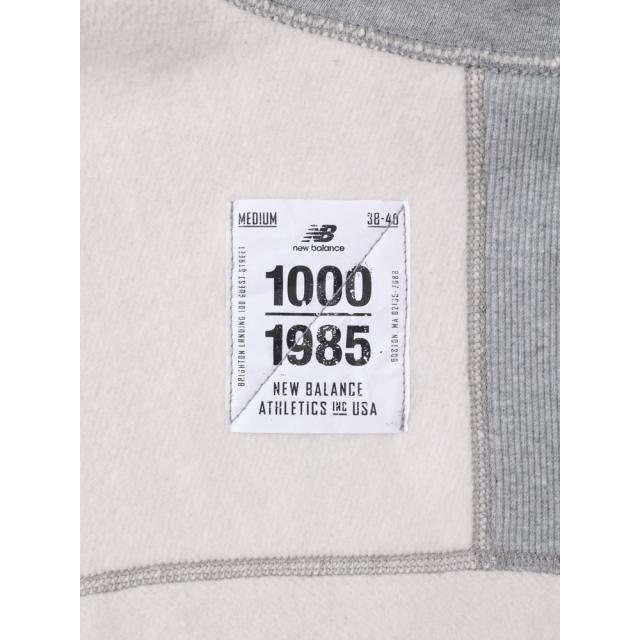 MEDIUM 38-40
NB
new balance
1000
1985
NEW BALANCE
ATHLETICS INC USA
BRIGHTON LANDING 100 GUEST STREET
BOSTON, MA 02135-2088